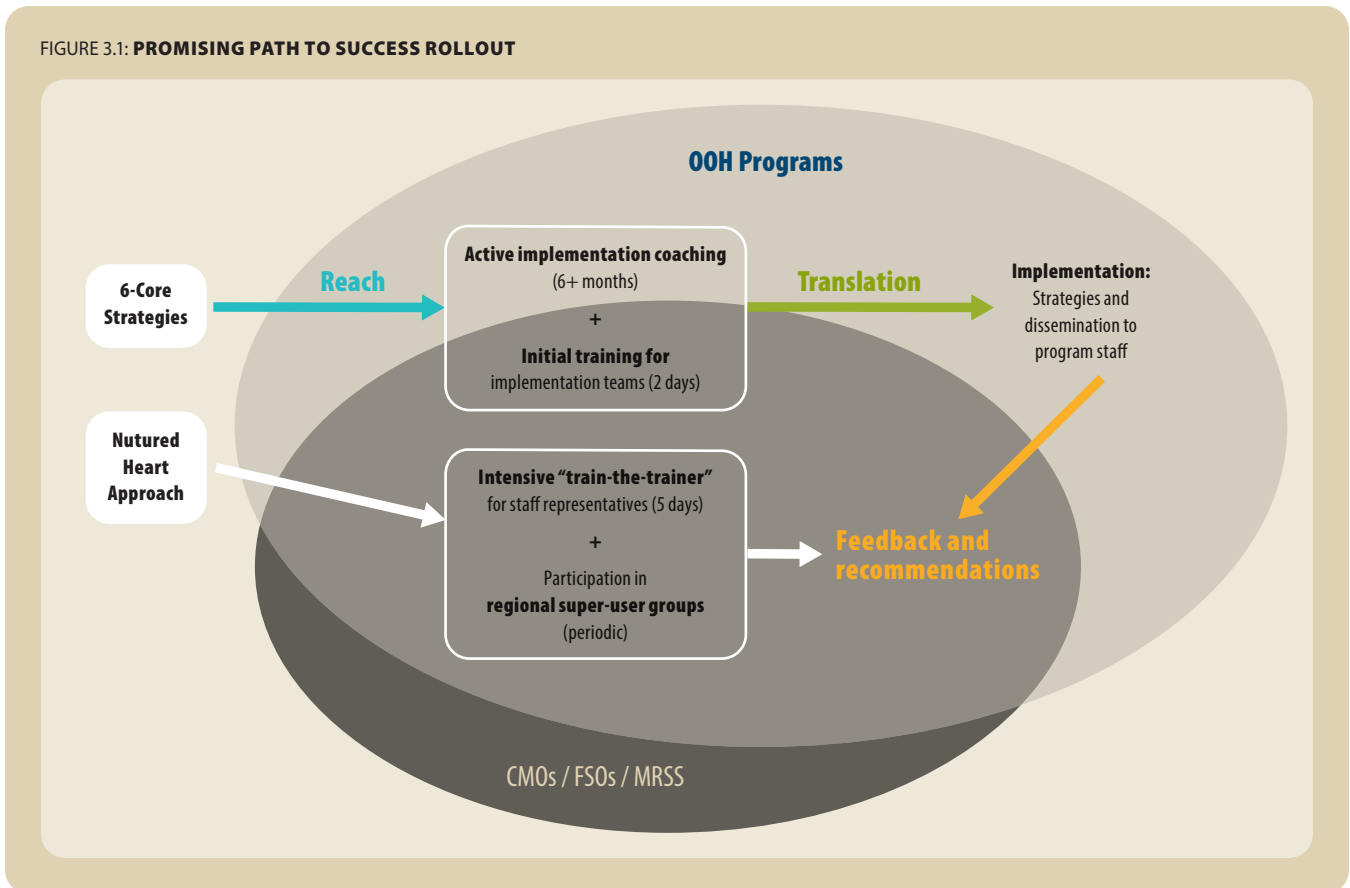 FIGURE 3.1: PROMISING PATH TO SUCCESS ROLLOUT
OOH Programs
6-Core
Strategies
Reach
Active implementation coaching
(6+ months)
+
Initial training for
implementation teams (2 days)
Translation
Implementation:
Strategies and
dissemination to
program staff
Nutured
Heart
Approach
Intensive “train-the-trainer”
for staff representatives (5 days)
+
Participation in
regional super-user groups
(periodic)
Feedback and
recommendations
CMOs / FSOs / MRSS